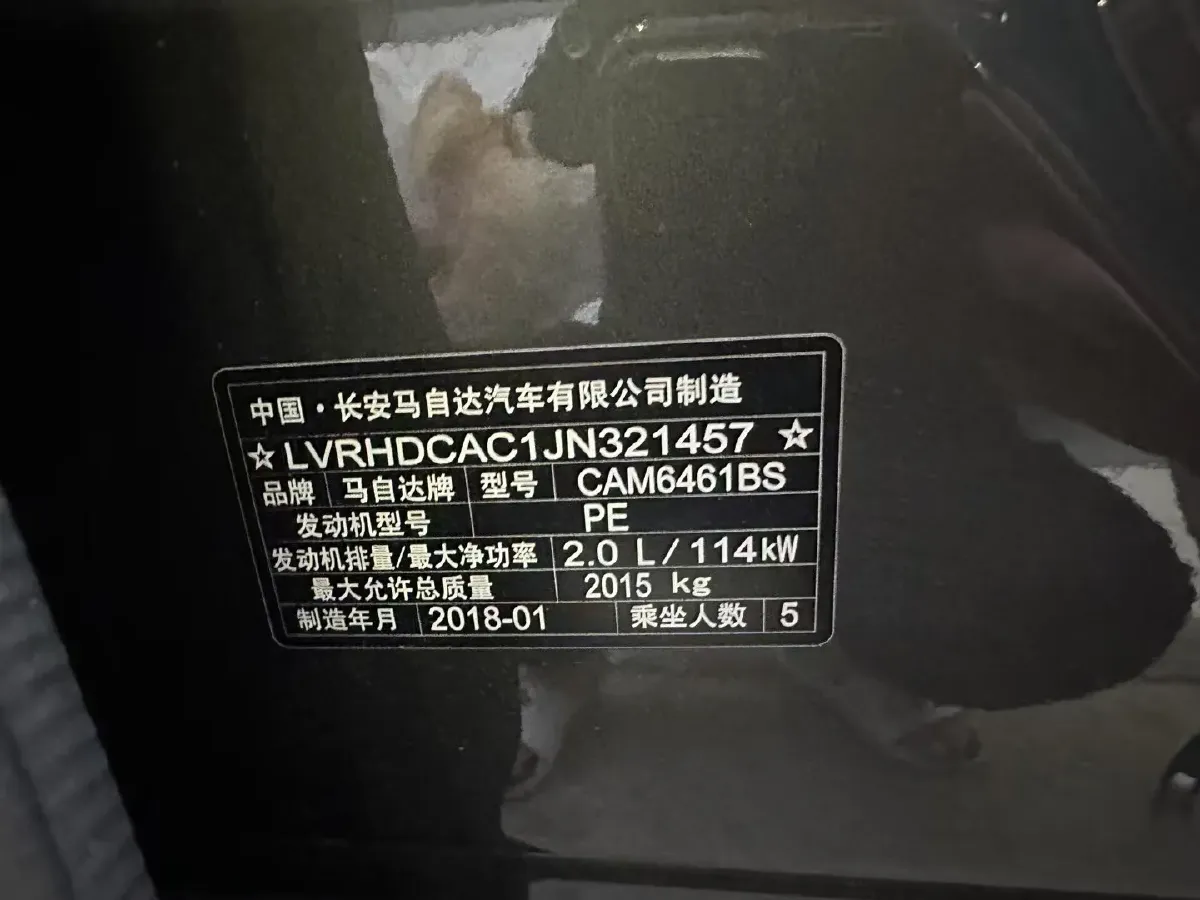 中国·长安马自达汽车有限公司制造
☆LVRHDCAC1JN321457☆
品牌 马自达牌 型号 CAM6461BS
发动机型号 PE
发动机排量/最大净功率 2.0 L/114kW
最大允许总质量 2015 kg
制造年月 2018-01 乘坐人数 5